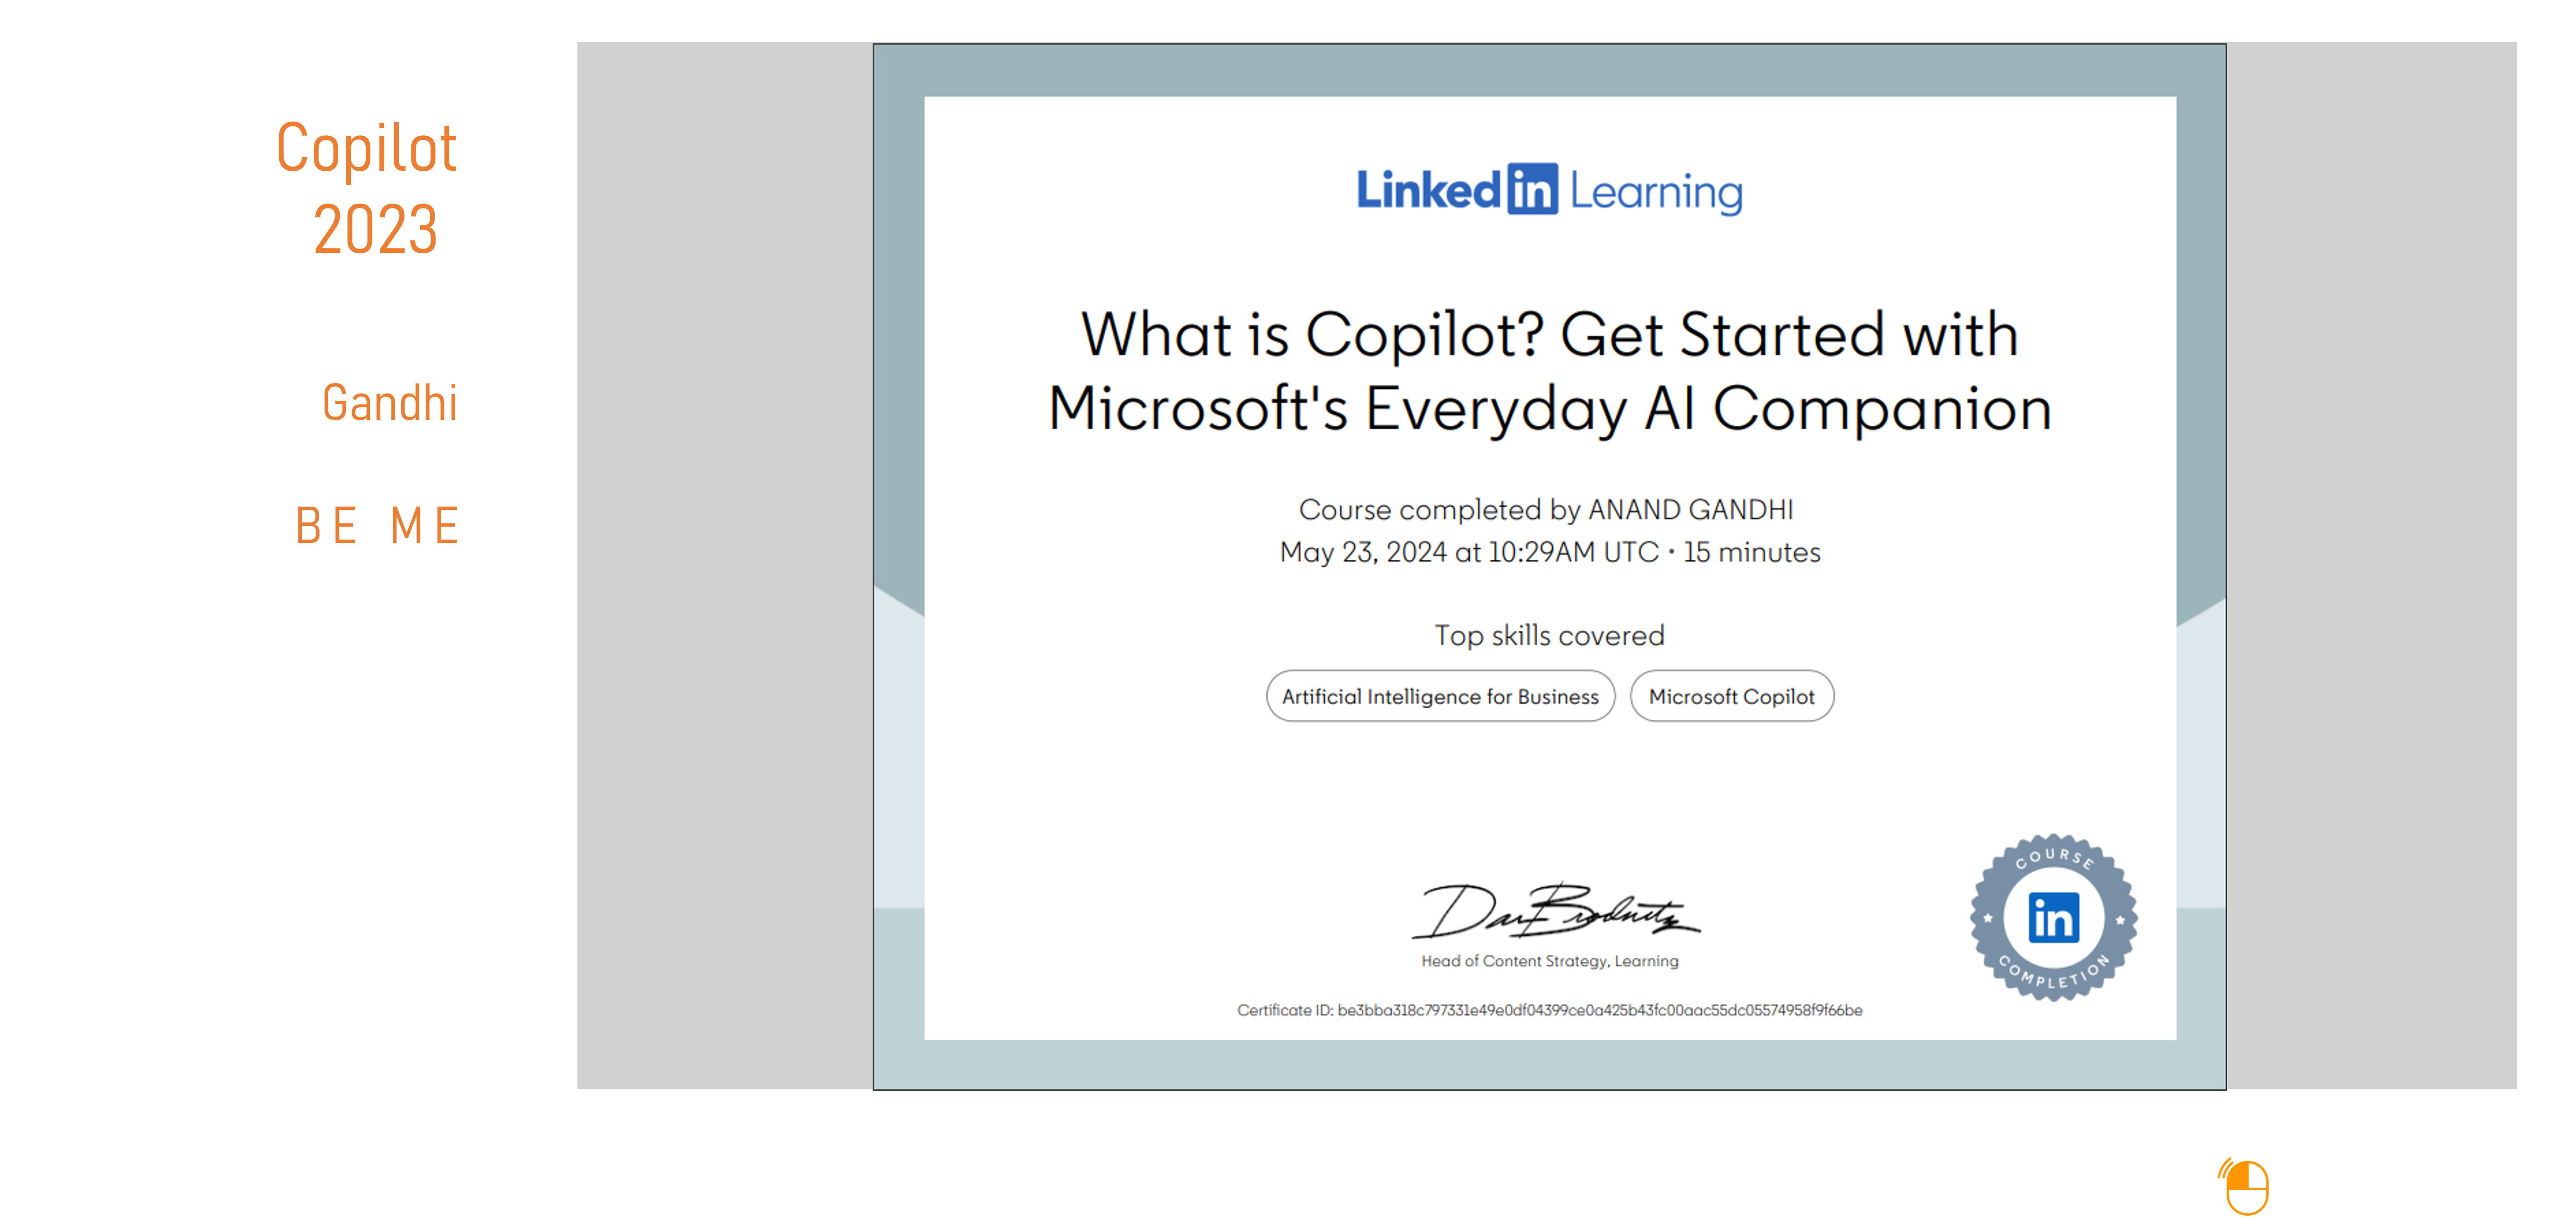 Copilot
2023
Gandhi
BE ME
Linked in Learning
What is Copilot? Get Started with
Microsoft's Everyday AI Companion
Course completed by ANAND GANDHI
May 23, 2024 at 10:29AM UTC • 15 minutes
Top skills covered
Artificial Intelligence for Business
Microsoft Copilot
Head of Content Strategy, Learning
Certificate ID: be3bba318c797331e49e0df04399ce0a425b43fc00aac55dc05574958f9f66be
COURSE
in
COMPLETION